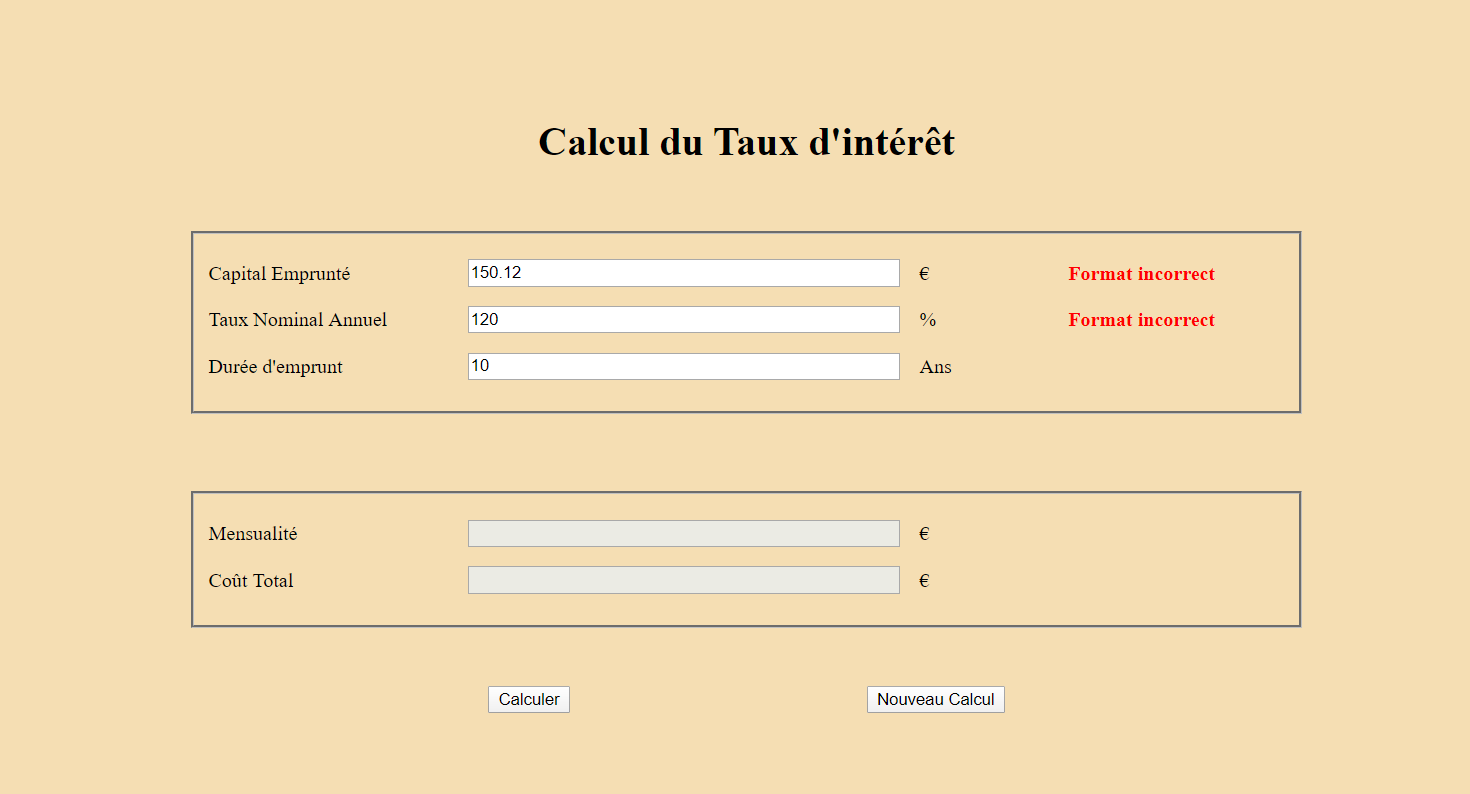 Calcul du Taux d'intérêt
Capital Emprunté 150.12 € Format incorrect
Taux Nominal Annuel 120 % Format incorrect
Durée d'emprunt 10 Ans
Mensualité €
Coût Total €
Calculer Nouveau Calcul